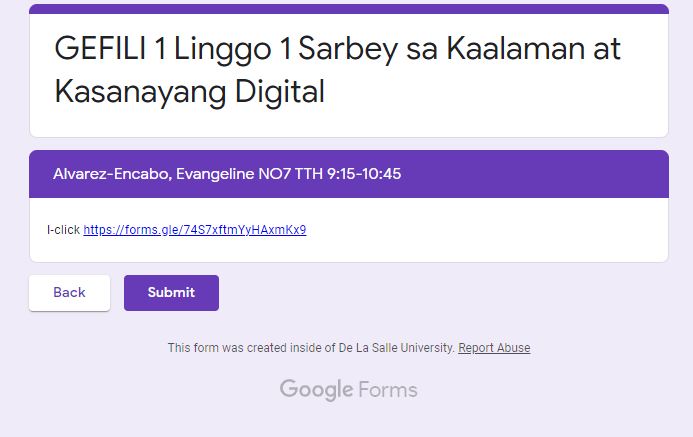 GEFILI 1 Linggo 1 Sarbey sa Kaalaman at
Kasanayang Digital
Alvarez-Encabo, Evangeline NO7 TTH 9:15-10:45
I-click https://forms.gle/74S7xftmYyHAxmKx9
Back
Submit
This form was created inside of De La Salle University. Report Abuse
Google Forms